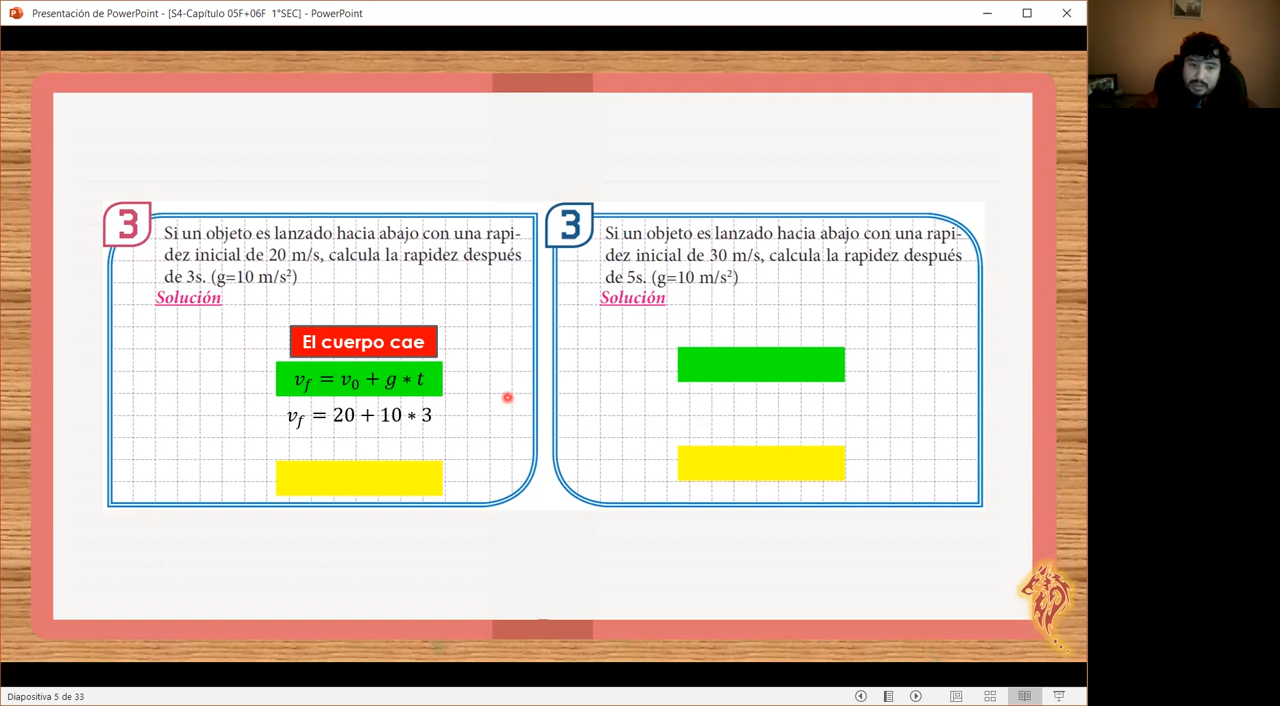 Presentación de PowerPoint - [S4-Capítulo 05F+06F 1°SEC] - PowerPoint
3
Si un objeto es lanzado hacia abajo con una rapi-
dez inicial de 20 m/s, calcula la rapidez después
de 3s. (g=10 m/s²)
Solución
El cuerpo cae
v_f = v_0 + g * t
v_f = 20 + 10 * 3
3
Si un objeto es lanzado hacia abajo con una rapi-
dez inicial de 30 m/s, calcula la rapidez después
de 5s. (g=10 m/s²)
Solución
Diapositiva 5 de 33